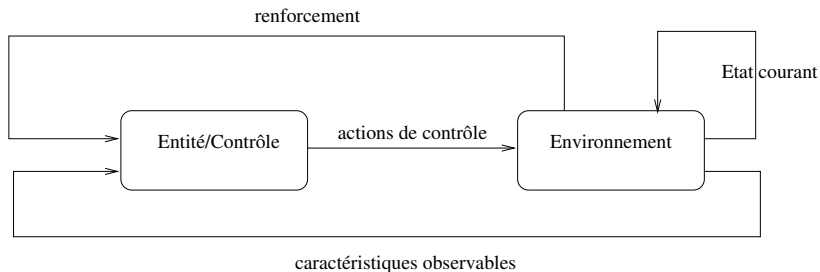 renforcement
Etat courant
Entité/Contrôle
actions de contrôle
Environnement
caractéristiques observables